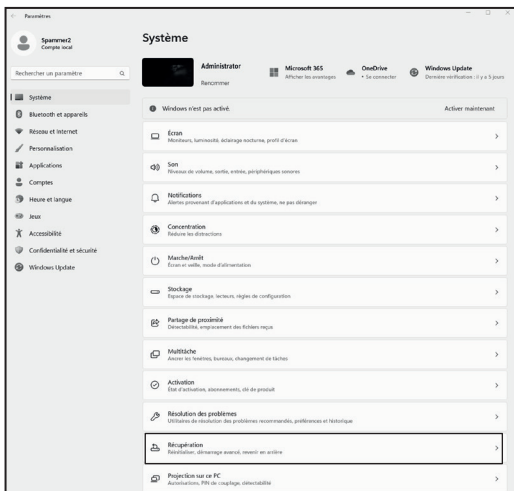 Paramètres
Spammer2
Compte local
Rechercher un paramètre
Système
Bluetooth et appareils
Réseau et Internet
Personnalisation
Applications
Comptes
Heure et langue
Jeux
Accessibilité
Confidentialité et sécurité
Windows Update
Système
Administrator
Renommer
Microsoft 365
Afficher les avantages
OneDrive
• Se connecter
Windows Update
Dernière vérification : il y a 5 jours
Windows n'est pas activé.
Activer maintenant
Écran
Moniteurs, luminosité, éclairage nocturne, profil d'écran
Son
Niveaux de volume, sortie, entrée, périphériques sonores
Notifications
Alertes provenant d'applications et du système, ne pas déranger
Concentration
Réduire les distractions
Marche/Arrêt
Écran et veille, mode d'alimentation
Stockage
Espace de stockage, lecteurs, règles de configuration
Partage de proximité
Détectabilité, emplacement des fichiers reçus
Multitâche
Ancrer les fenêtres, bureaux, changement de tâches
Activation
État d'activation, abonnements, clé de produit
Résolution des problèmes
Utilitaires de résolution des problèmes recommandés, préférences et historique
Récupération
Réinitialiser, démarrage avancé, revenir en arrière
Projection sur ce PC
Autorisations, PIN de couplage, détectabilité